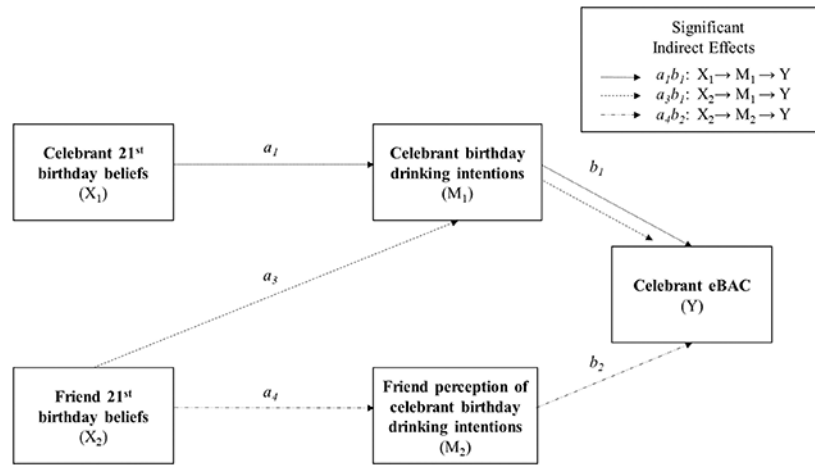 Significant
Indirect Effects
a₁b₁: X₁→ M₁→ Y
a₃b₁: X₂→ M₁→ Y
a₄b₂: X₂→ M₂→ Y
Celebrant 21ˢᵗ
birthday beliefs
(X₁)
a₁
Celebrant birthday
drinking intentions
(M₁)
b₁
a₃
Celebrant eBAC
(Y)
Friend 21ˢᵗ
birthday beliefs
(X₂)
a₄
Friend perception of
celebrant birthday
drinking intentions
(M₂)
b₂